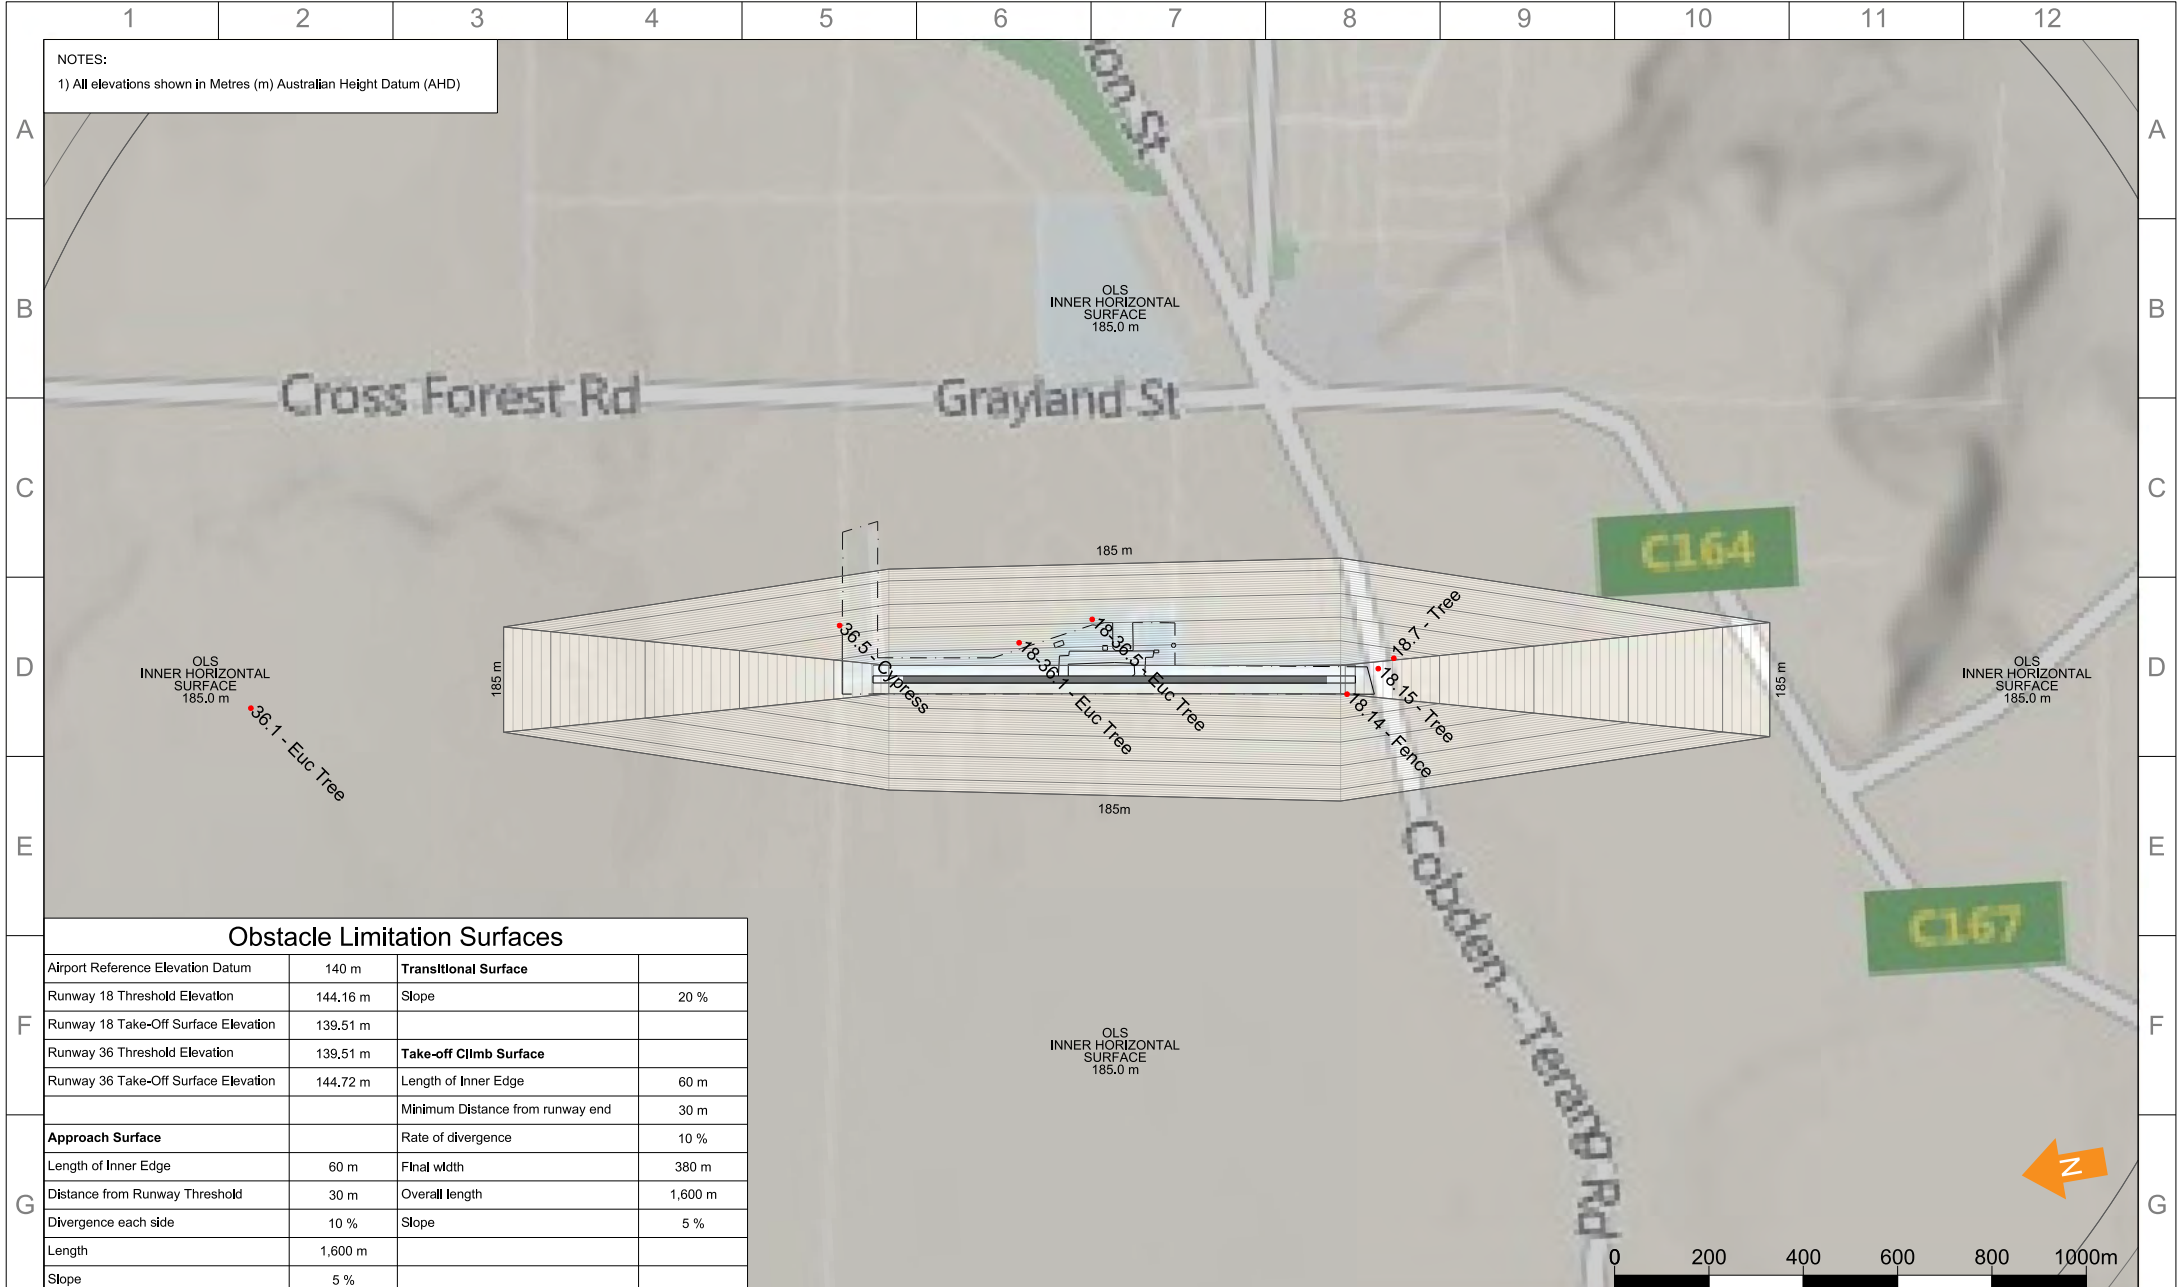 1 2 3 4 5 6 7 8 9 10 11 12
NOTES:
1) All elevations shown in Metres (m) Australian Height Datum (AHD)
on St
A A
B B
OLS
INNER HORIZONTAL
SURFACE
185.0 m
Cross Forest Rd
Grayland St
C C
C164
185 m
D D
OLS
INNER HORIZONTAL
SURFACE
185.0 m
36.1 - Euc Tree
185 m
36.5 - Cypress
18-36.1 - Euc Tree
18-36.5 - Euc Tree
18.7 - Tree
18.15 - Tree
18.14 - Fence
185 m
OLS
INNER HORIZONTAL
SURFACE
185.0 m
185m
E E
Cobden - Terang Rd
C167
F F
OLS
INNER HORIZONTAL
SURFACE
185.0 m
G G
Obstacle Limitation Surfaces
Airport Reference Elevation Datum 140 m Transitional Surface
Runway 18 Threshold Elevation 144.16 m Slope 20 %
Runway 18 Take-Off Surface Elevation 139.51 m
Runway 36 Threshold Elevation 139.51 m Take-off Climb Surface
Runway 36 Take-Off Surface Elevation 144.72 m Length of Inner Edge 60 m
Minimum Distance from runway end 30 m
Approach Surface Rate of divergence 10 %
Length of Inner Edge 60 m Final width 380 m
Distance from Runway Threshold 30 m Overall length 1,600 m
Divergence each side 10 % Slope 5 %
Length 1,600 m
Slope 5 %
N
0 200 400 600 800 1000m